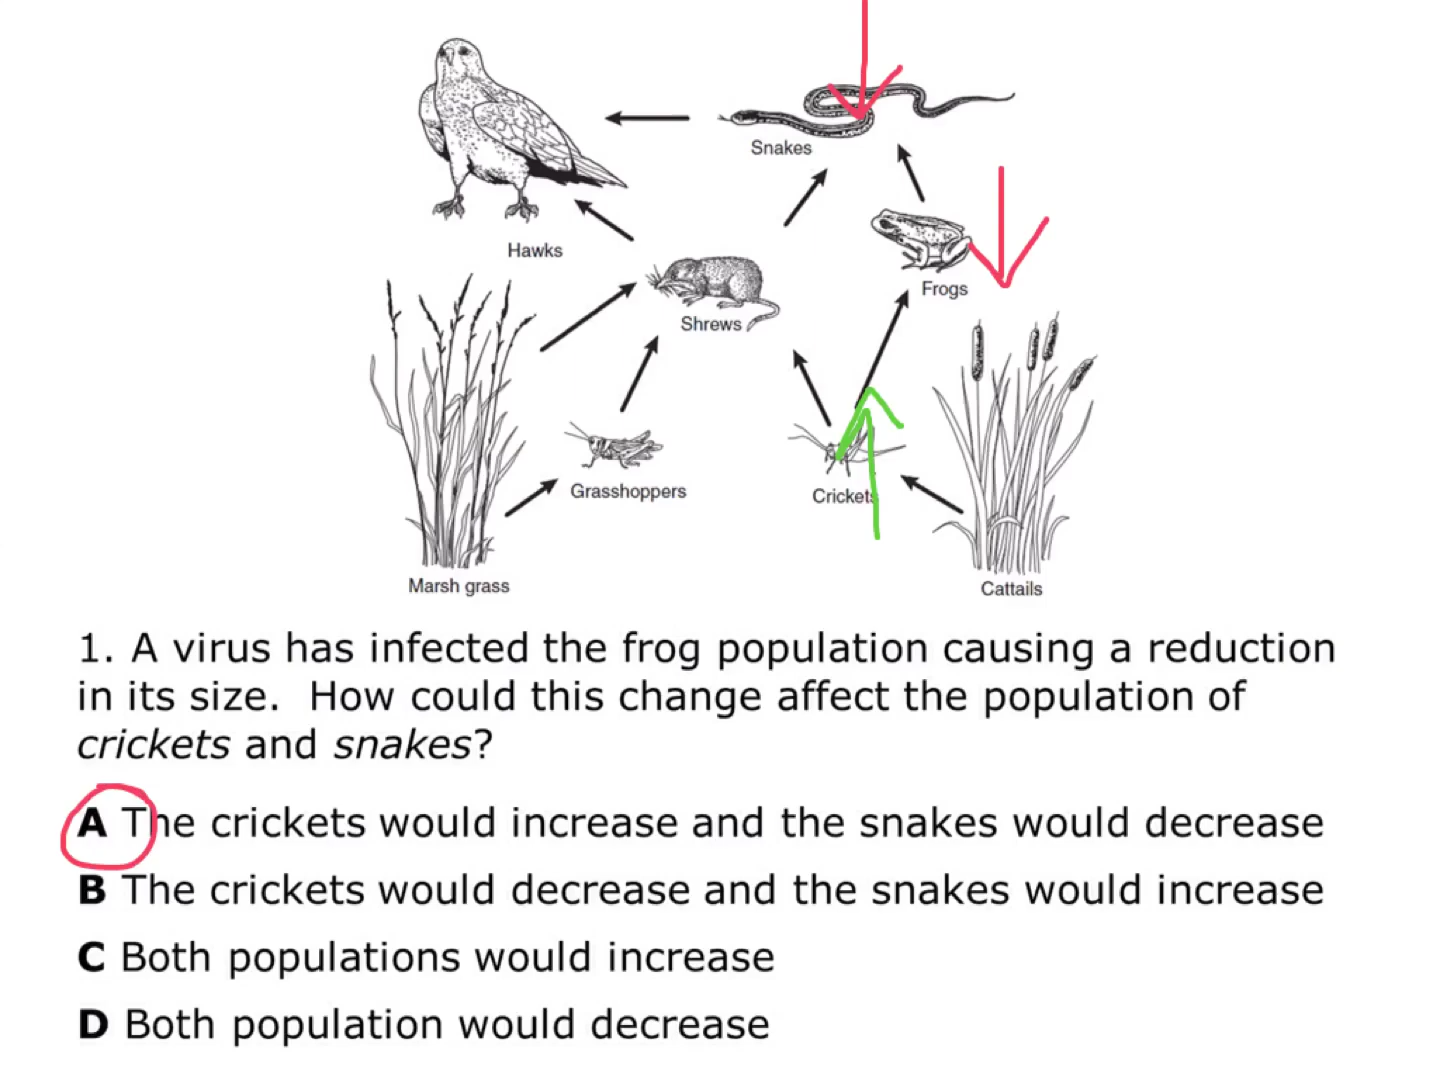 Snakes
Hawks
Frogs
Shrews
Grasshoppers
Crickets
Marsh grass
Cattails
1. A virus has infected the frog population causing a reduction
in its size. How could this change affect the population of
crickets and snakes?
A The crickets would increase and the snakes would decrease
B The crickets would decrease and the snakes would increase
C Both populations would increase
D Both population would decrease